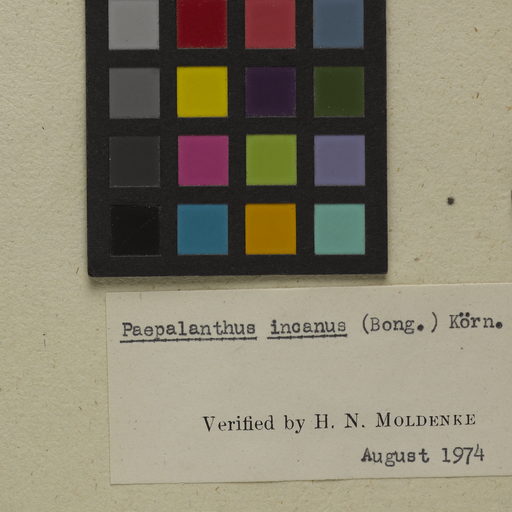 Paepalanthus incanus (Bong.) Körn.
Verified by H. N. MOLDENKE
August 1974